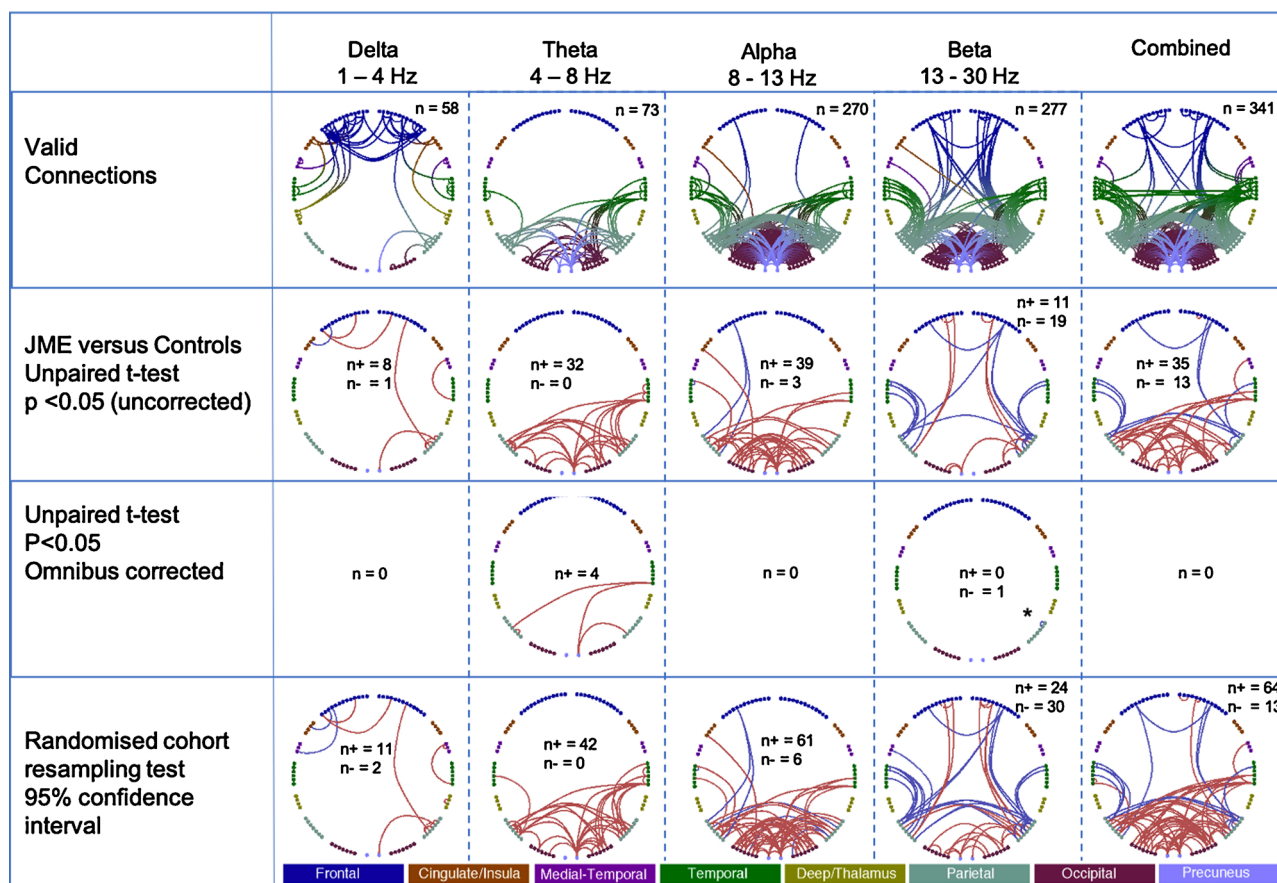 Delta
1 – 4 Hz
Theta
4 – 8 Hz
Alpha
8 - 13 Hz
Beta
13 - 30 Hz
Combined
Valid
Connections
n = 58
n = 73
n = 270
n = 277
n = 341
JME versus Controls
Unpaired t-test
p <0.05 (uncorrected)
n+ = 8
n- = 1
n+ = 32
n- = 0
n+ = 39
n- = 3
n+ = 11
n- = 19
n+ = 35
n- = 13
Unpaired t-test
P<0.05
Omnibus corrected
n = 0
n+ = 4
n = 0
n+ = 0
n- = 1
*
n = 0
Randomised cohort
resampling test
95% confidence
interval
n+ = 11
n- = 2
n+ = 42
n- = 0
n+ = 61
n- = 6
n+ = 24
n- = 30
n+ = 64
n- = 13
Frontal
Cingulate/Insula
Medial-Temporal
Temporal
Deep/Thalamus
Parietal
Occipital
Precuneus